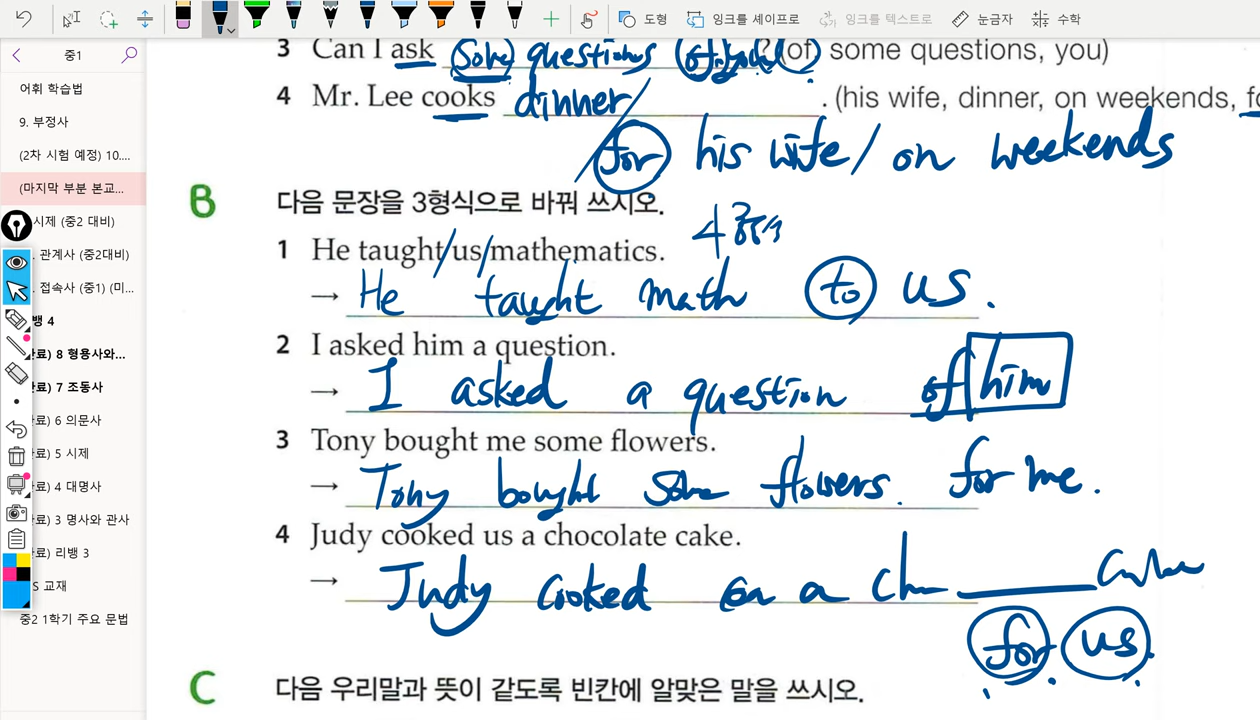 도형 잉크를 셰이프로 잉크를 텍스트로 눈금자 수학
중1
어휘 학습법
9. 부정사
(2차 시험 예정) 10....
(마지막 부분 본교...
시제 (중2 대비)
. 관계사 (중2대비)
. 접속사 (중1) (미...
뱅 4
료) 8 형용사와...
료) 7 조동사
료) 6 의문사
료) 5 시제
료) 4 대명사
료) 3 명사와 관사
료) 리뱅 3
S 교재
중2 1학기 주요 문법
3 Can I ask some questions of you? (of, some questions, you)
4 Mr. Lee cooks dinner/ . (his wife, dinner, on weekends, fo
for his wife/ on weekends
B 다음 문장을 3형식으로 바꿔 쓰시오.
4형식
1 He taught/us/mathematics.
→ He taught math to us.
2 I asked him a question.
→ I asked a question of him
3 Tony bought me some flowers.
→ Tony bought some flowers. for me.
4 Judy cooked us a chocolate cake.
→ Judy cooked a ch cake
for us.
C 다음 우리말과 뜻이 같도록 빈칸에 알맞은 말을 쓰시오.